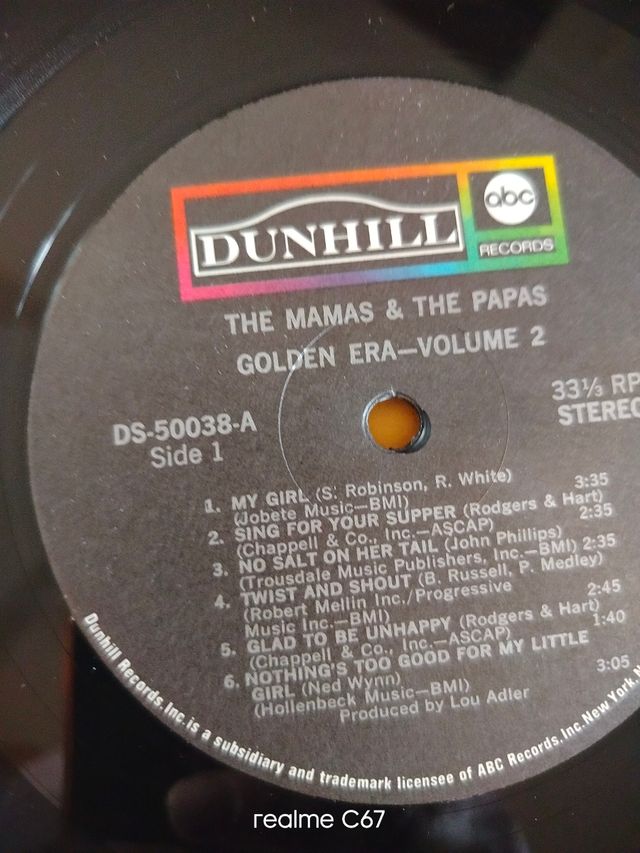 DUNHILL
abc
RECORDS
THE MAMAS & THE PAPAS
GOLDEN ERA—VOLUME 2
33⅓ RP
STEREO
DS-50038-A
Side 1
1. MY GIRL (S. Robinson, R. White) 3:35
(Jobete Music—BMI)
2. SING FOR YOUR SUPPER (Rodgers & Hart) 2:35
(Chappell & Co., Inc.—ASCAP)
3. NO SALT ON HER TAIL (John Phillips)
(Trousdale Music Publishers, Inc.—BMI) 2:35
4. TWIST AND SHOUT (B. Russell, P. Medley)
(Robert Mellin Inc./Progressive 2:45
Music Inc.—BMI)
5. GLAD TO BE UNHAPPY (Rodgers & Hart) 1:40
(Chappell & Co., Inc.—ASCAP)
6. NOTHING'S TOO GOOD FOR MY LITTLE
GIRL (Ned Wynn) 3:05
(Hollenbeck Music—BMI)
Produced by Lou Adler
Dunhill Records, Inc. is a subsidiary and trademark licensee of ABC Records, Inc. New York, N
realme C67